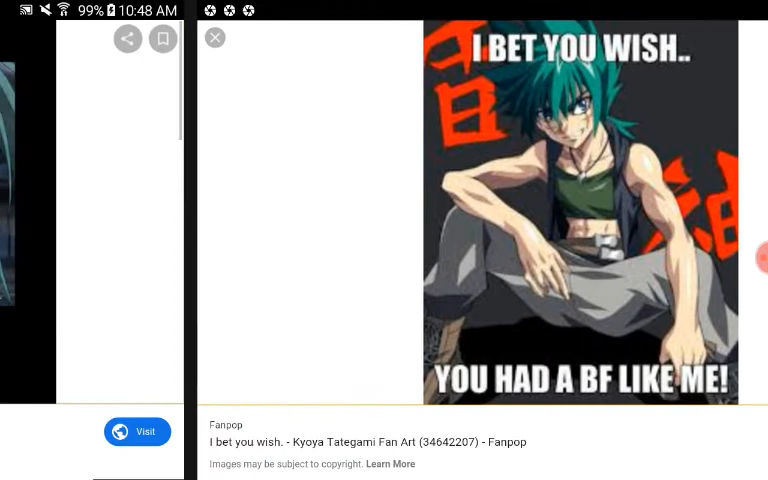 99% 10:48 AM
Visit
I BET YOU WISH..
YOU HAD A BF LIKE ME!
Fanpop
I bet you wish. - Kyoya Tategami Fan Art (34642207) - Fanpop
Images may be subject to copyright. Learn More